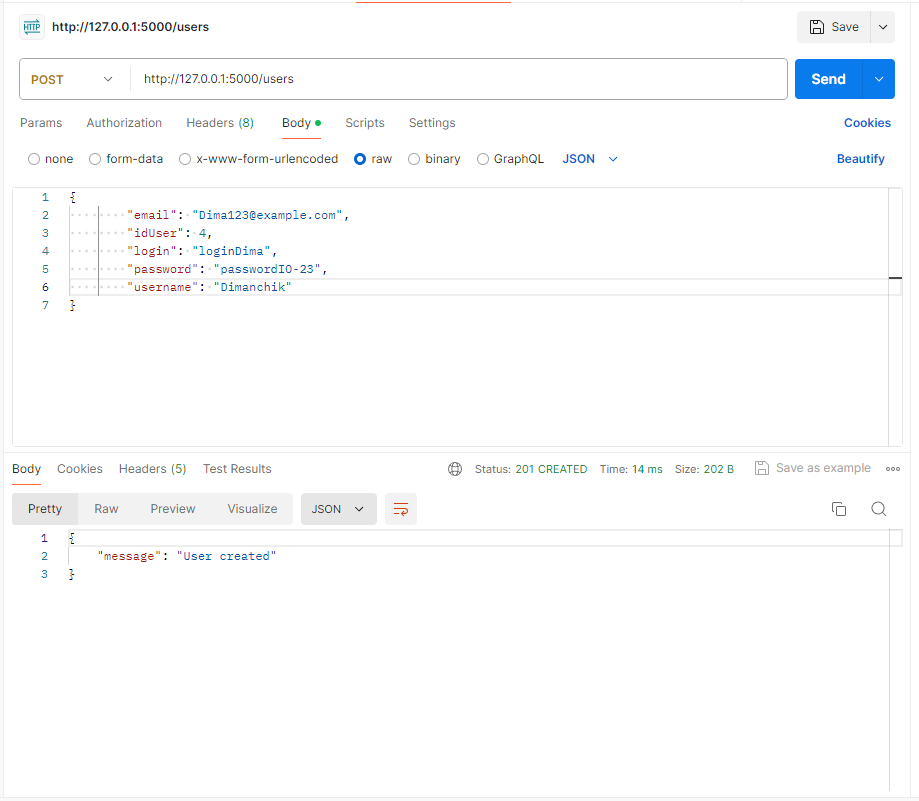 HTTP http://127.0.0.1:5000/users Save
POST http://127.0.0.1:5000/users Send
Params Authorization Headers (8) Body Scripts Settings Cookies
none form-data x-www-form-urlencoded raw binary GraphQL JSON Beautify
1 {
2 "email": "Dima123@example.com",
3 "idUser": 4,
4 "login": "loginDima",
5 "password": "passwordIO-23",
6 "username": "Dimanchik"
7 }
Body Cookies Headers (5) Test Results Status: 201 CREATED Time: 14 ms Size: 202 B Save as example
Pretty Raw Preview Visualize JSON
1 {
2 "message": "User created"
3 }